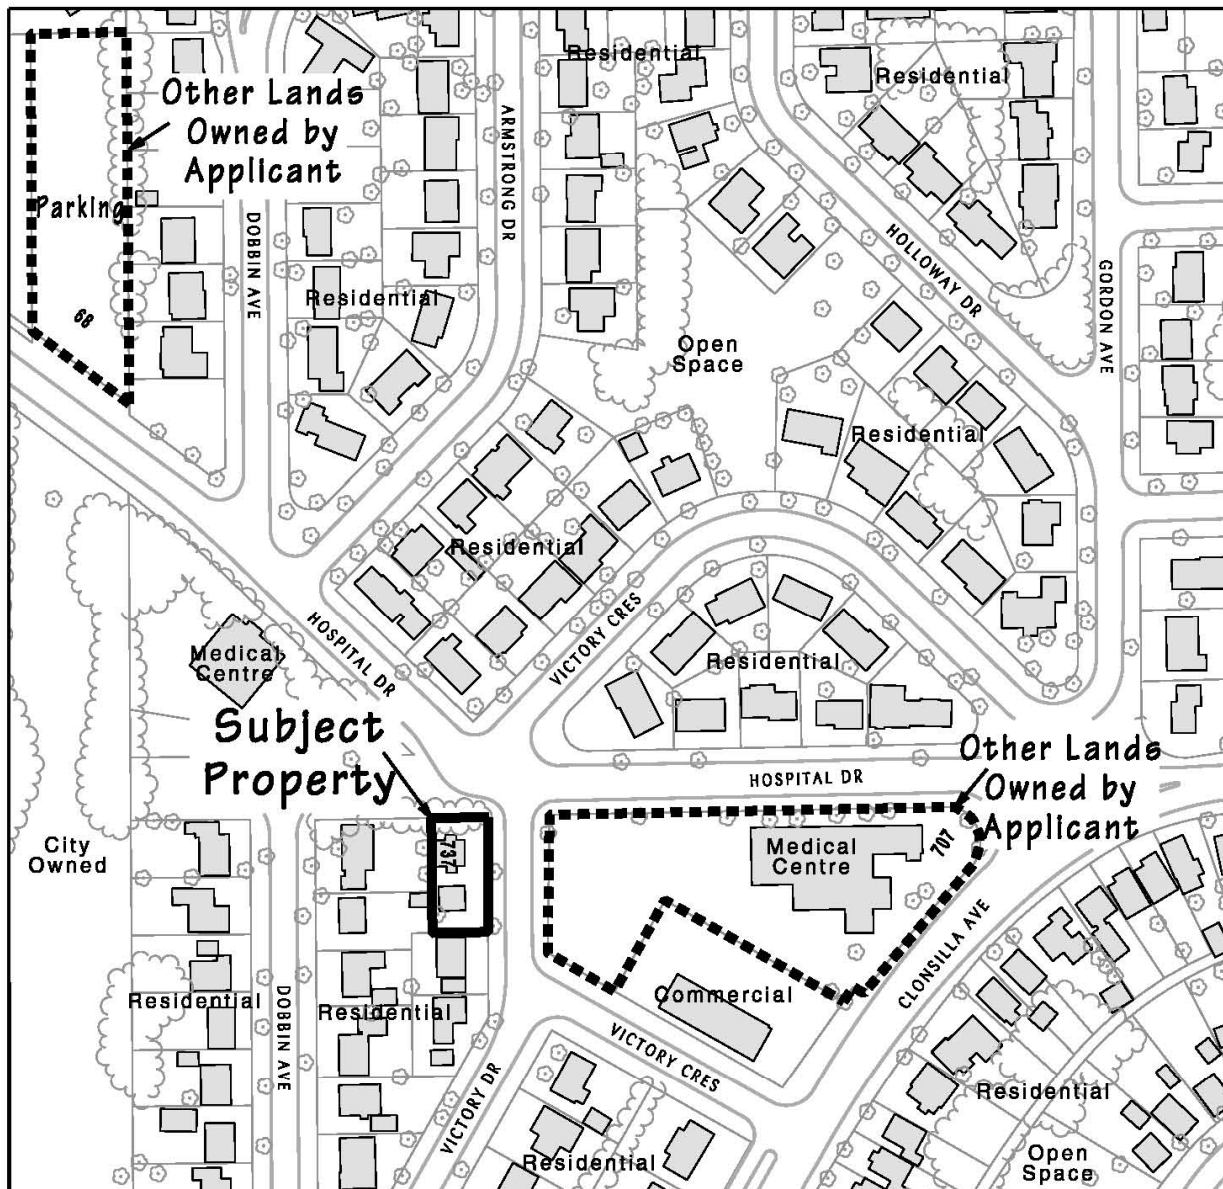 Residential
Residential
Other Lands
Owned by
Applicant
ARMSTRONG DR
Parking
DOBBIN AVE
HOLLOWAY DR
GORDON AVE
Residential
68
Open
Space
Residential
Residential
HOSPITAL DR
VICTORY CRES
Medical
Centre
Residential
Subject
Property
Other Lands
Owned by
Applicant
HOSPITAL DR
City
Owned
737
Medical
Centre
707
CLONSILLA AVE
Commercial
Residential
Residential
DOBBIN AVE
VICTORY CRES
VICTORY DR
Residential
Residential
Open
Space